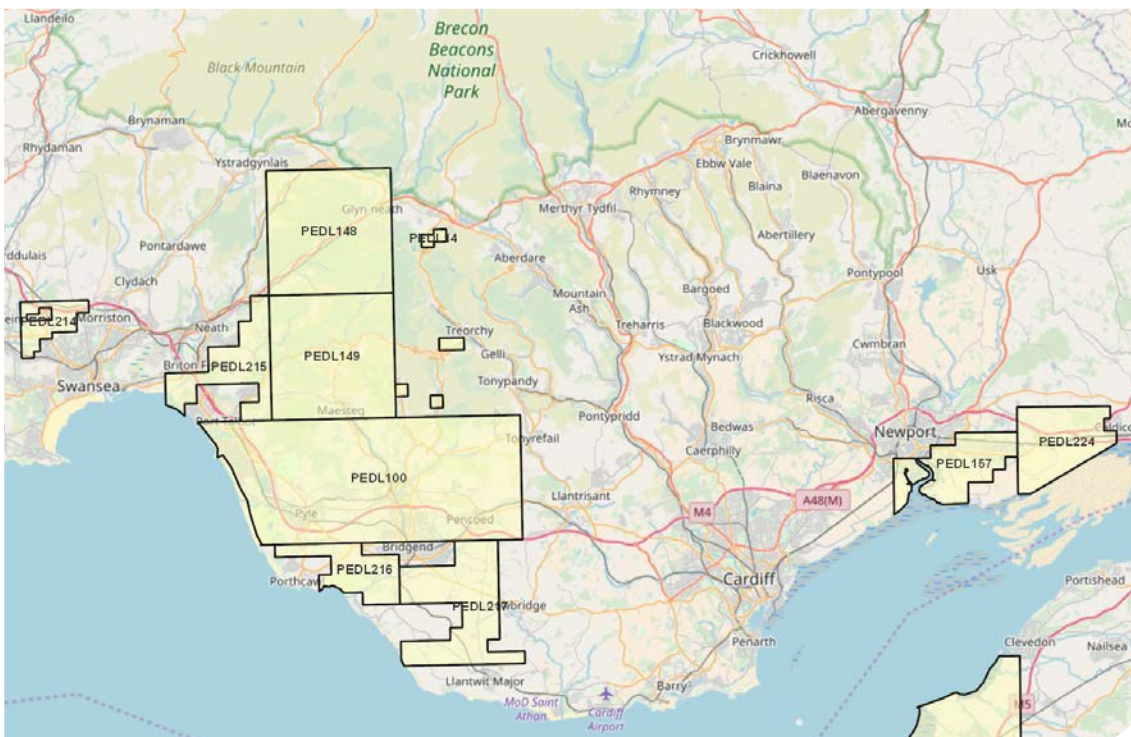 Llandeilo
Brecon
Beacons
National
Park
Crickhowell
Black Mountain
Abergavenny
Brynaman
Rhydaman
Brynmawr
Ystradgynlais
Ebbw Vale
Blaenavon
Rhymney
Blaina
Glyn-neath
Merthyr Tydfil
PEDL148
Abertillery
Pontardawe
Aberdare
Usk
Pontypool
Clydach
Mountain
Ash
Bargoed
PEDL214
Morriston
Neath
Treorchy
Treharris
Blackwood
Cwmbran
Gelli
Ystrad Mynach
PEDL149
Briton F
PEDL215
Swansea
Tonypandy
Risca
Maesteg
Pontypridd
Port Talbot
Bedwas
Newport
Tonyrefail
Caerphilly
PEDL224
PEDL157
PEDL100
Llantrisant
A48(M)
M4
Pyle
Pencoed
Bridgend
PEDL216
Cardiff
Porthcaw
Portishead
PEDL217
wbridge
Penarth
Clevedon
Nailsea
Llantwit Major
Barry
MoD Saint
Athan
Cardiff
Airport
M5